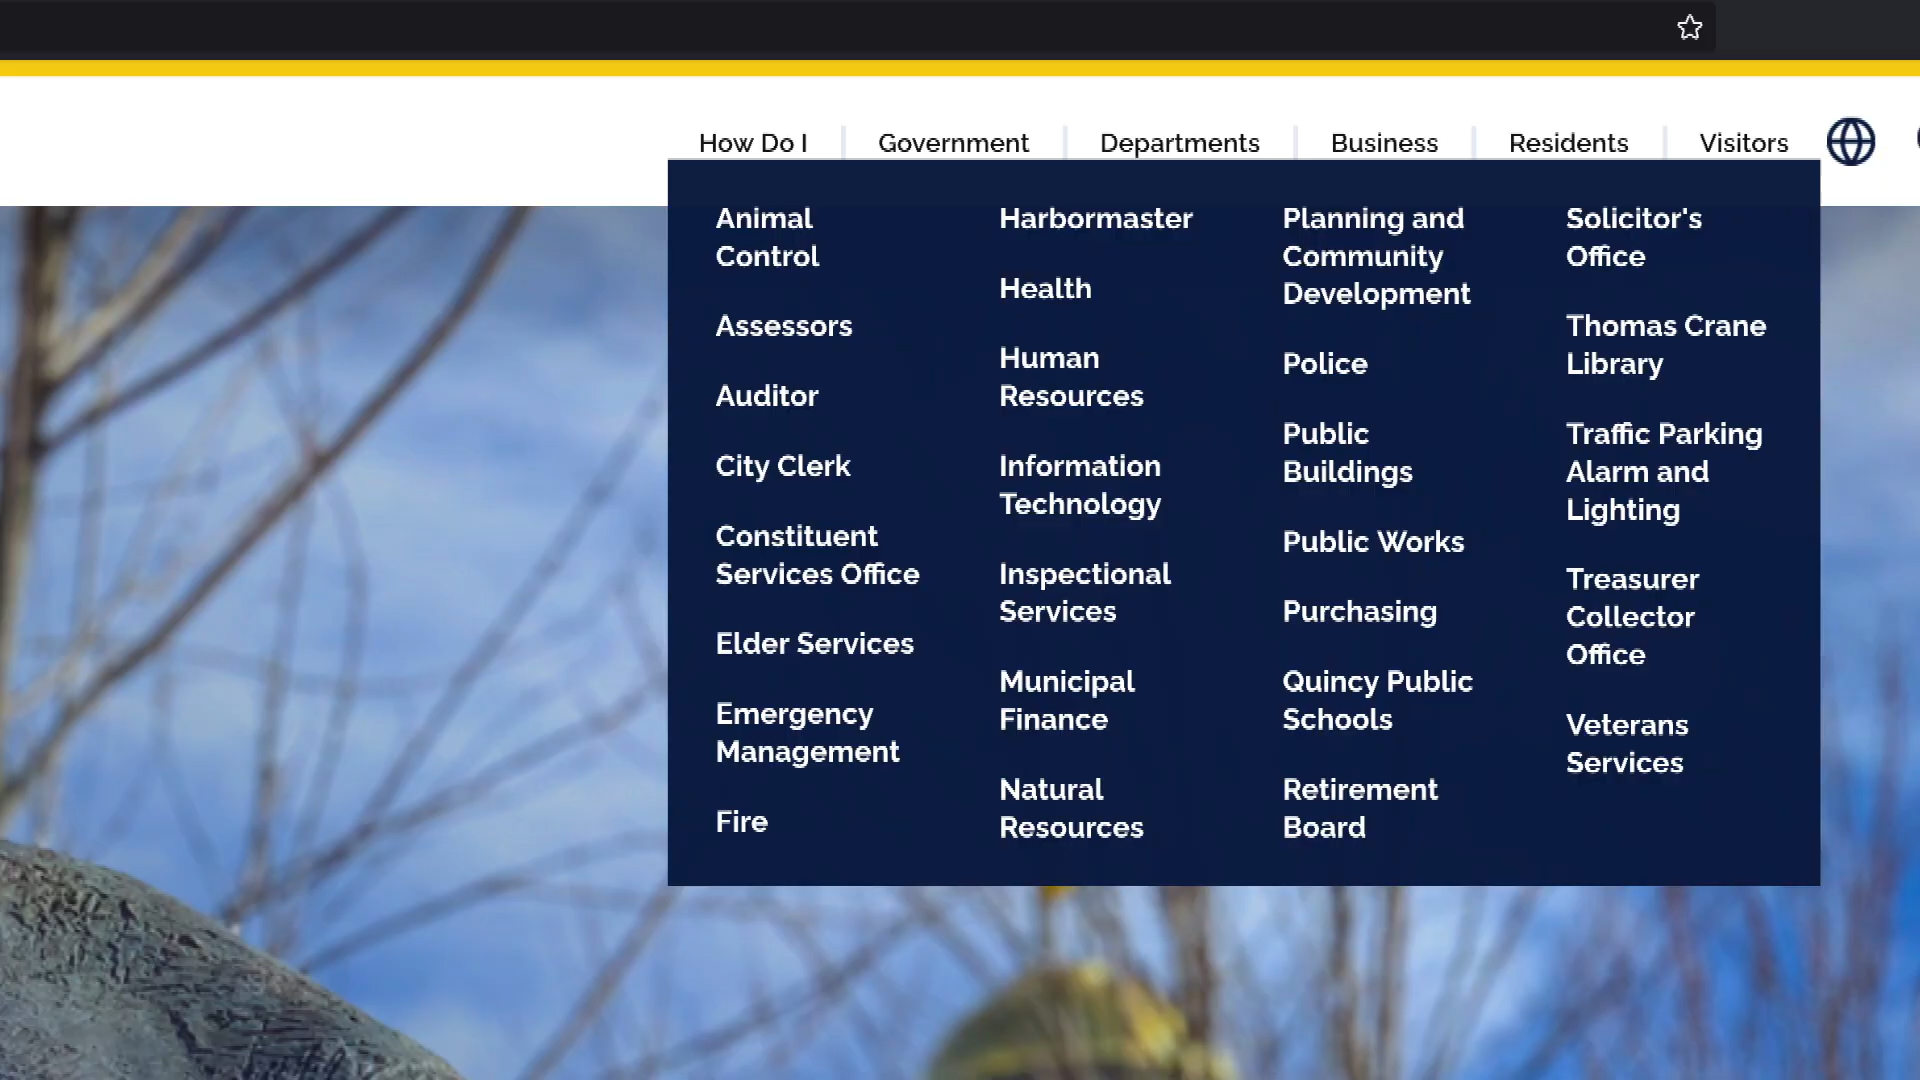 How Do I
Government
Departments
Business
Residents
Visitors
Animal
Control
Assessors
Auditor
City Clerk
Constituent
Services Office
Elder Services
Emergency
Management
Fire
Harbormaster
Health
Human
Resources
Information
Technology
Inspectional
Services
Municipal
Finance
Natural
Resources
Planning and
Community
Development
Police
Public
Buildings
Public Works
Purchasing
Quincy Public
Schools
Retirement
Board
Solicitor's
Office
Thomas Crane
Library
Traffic Parking
Alarm and
Lighting
Treasurer
Collector
Office
Veterans
Services